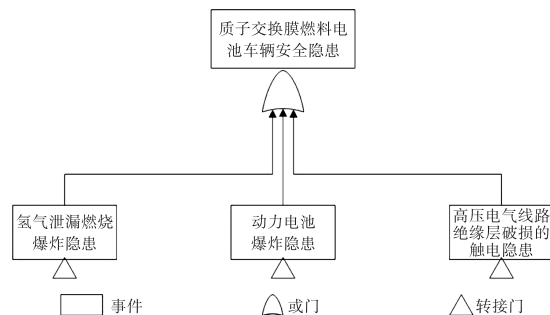 质子交换膜燃料电
池车辆安全隐患
氢气泄漏燃烧
爆炸隐患
动力电池
爆炸隐患
高压电气线路
绝缘层破损的
触电隐患
事件
或门
转接门